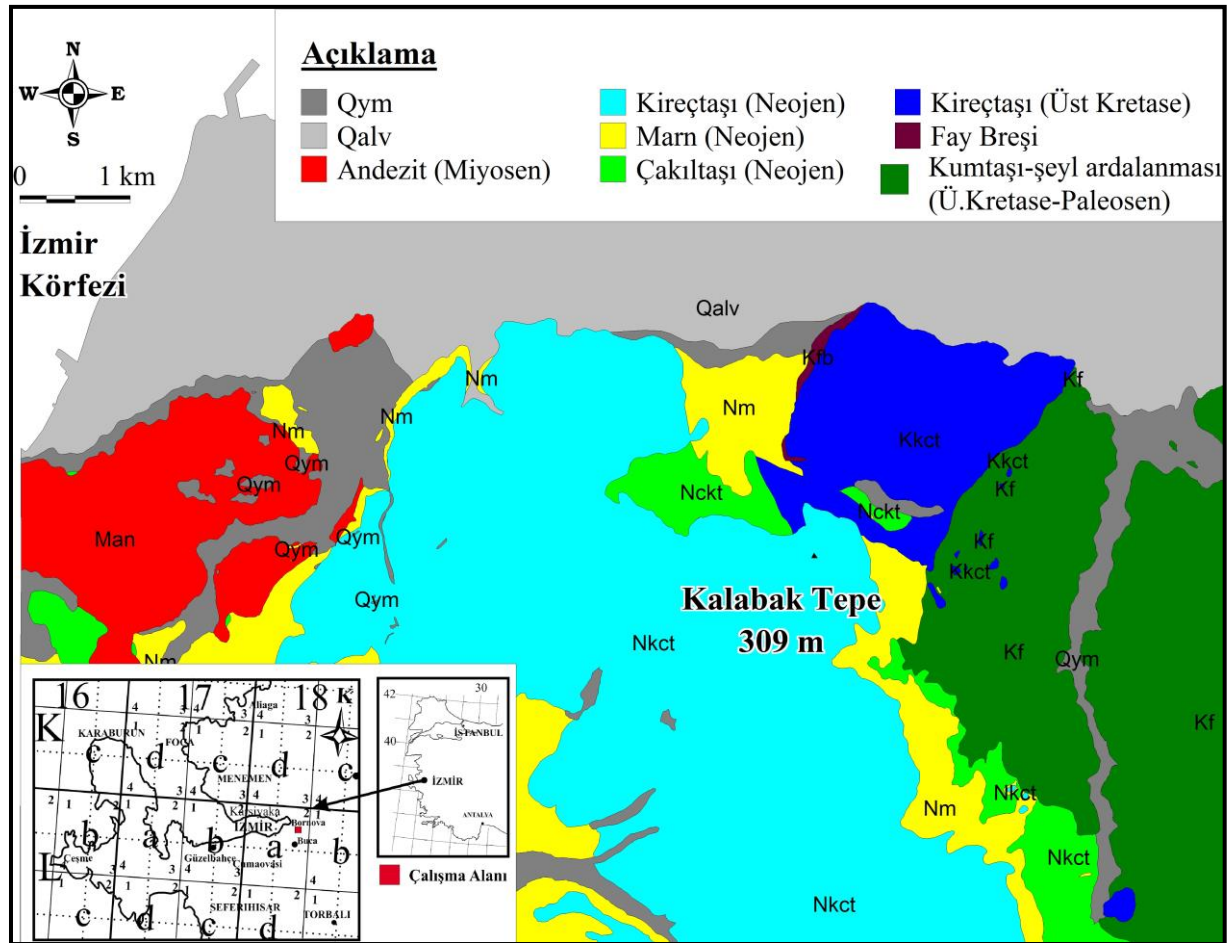 N
W E
S
0 1 km
İzmir
Körfezi
Açıklama
Qym
Qalv
Andezit (Miyosen)
Kireçtaşı (Neojen)
Marn (Neojen)
Çakıltaşı (Neojen)
Kireçtaşı (Üst Kretase)
Fay Breşi
Kumtaşı-şeyl ardalanması
(Ü.Kretase-Paleosen)
Qalv
Kfb
Kf
Nm
Nm
Nm
Nm
Kkct
Qym
Qym
Kkct
Kf
Nckt
Nckt
Man
Qym
Qym
Kf
Kkct
Qym
Kalabak Tepe
309 m
Nkct
Kf
Qym
Nm
Kf
Nm
Nkct
Nkct
Nkct
16 17 18 K
K
L
KARABURUN
FOÇA
Aliağa
MENEMEN
Karşıyaka
İZMİR
Bornova
Buca
Çeşme
Güzelbahçe
Cumaovası
SEFERIHISAR
TORBALI
c d c d c
b a b a b
c d c d
30
42
40
İSTANBUL
İZMİR
ANTALYA
Çalışma Alanı